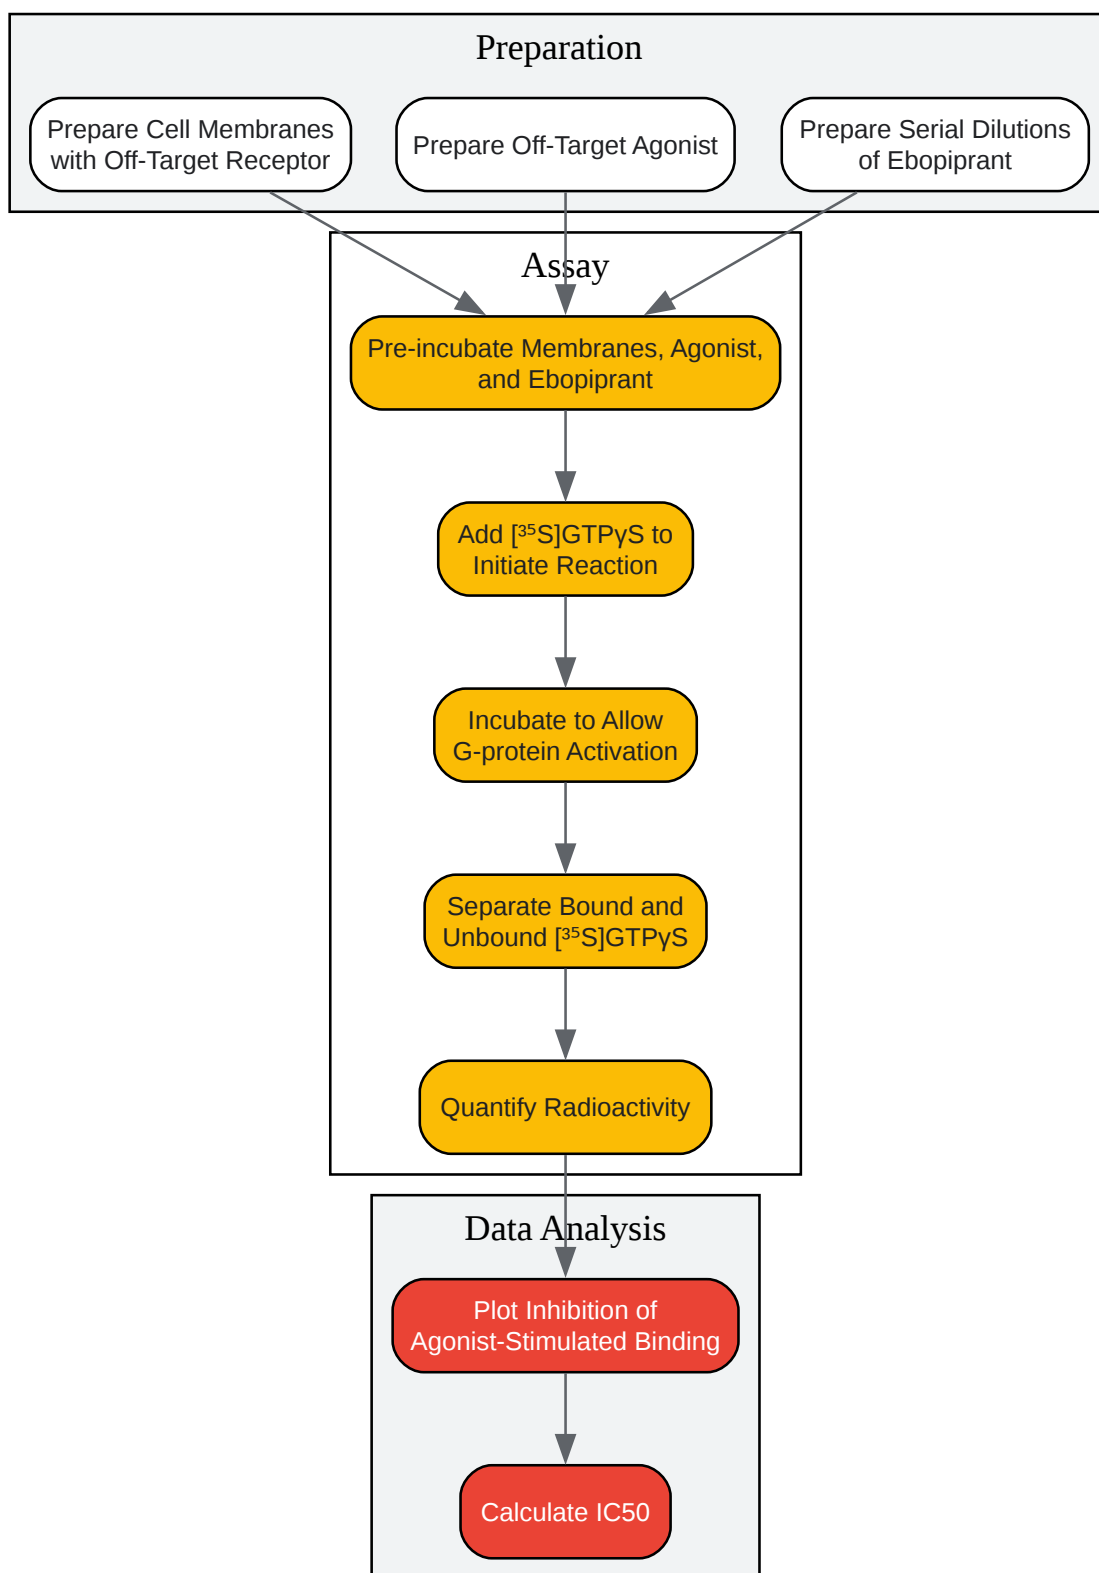 Preparation
Prepare Cell Membranes
with Off-Target Receptor
Prepare Off-Target Agonist
Prepare Serial Dilutions
of Ebopiprant
Assay
Pre-incubate Membranes, Agonist,
and Ebopiprant
Add [³⁵S]GTPγS to
Initiate Reaction
Incubate to Allow
G-protein Activation
Separate Bound and
Unbound [³⁵S]GTPγS
Quantify Radioactivity
Data Analysis
Plot Inhibition of
Agonist-Stimulated Binding
Calculate IC50